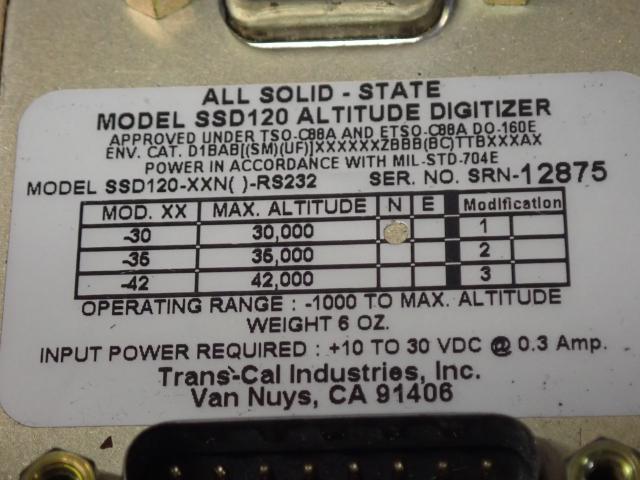 ALL SOLID - STATE
MODEL SSD120 ALTITUDE DIGITIZER
APPROVED UNDER TSO-C88A AND ETSO-C88A DO-160E
ENV. CAT. D1BAB[(SM)(UF)]XXXXXXZBBB(BC)TTBXXXAX
POWER IN ACCORDANCE WITH MIL-STD-704E
MODEL SSD120-XXN( )-RS232 SER. NO. SRN-12875
MOD. XX MAX. ALTITUDE N E Modification
-30 30,000 1
-35 35,000 2
-42 42,000 3
OPERATING RANGE : -1000 TO MAX. ALTITUDE
WEIGHT 6 OZ.
INPUT POWER REQUIRED : +10 TO 30 VDC @ 0.3 Amp.
Trans-Cal Industries, Inc.
Van Nuys, CA 91406